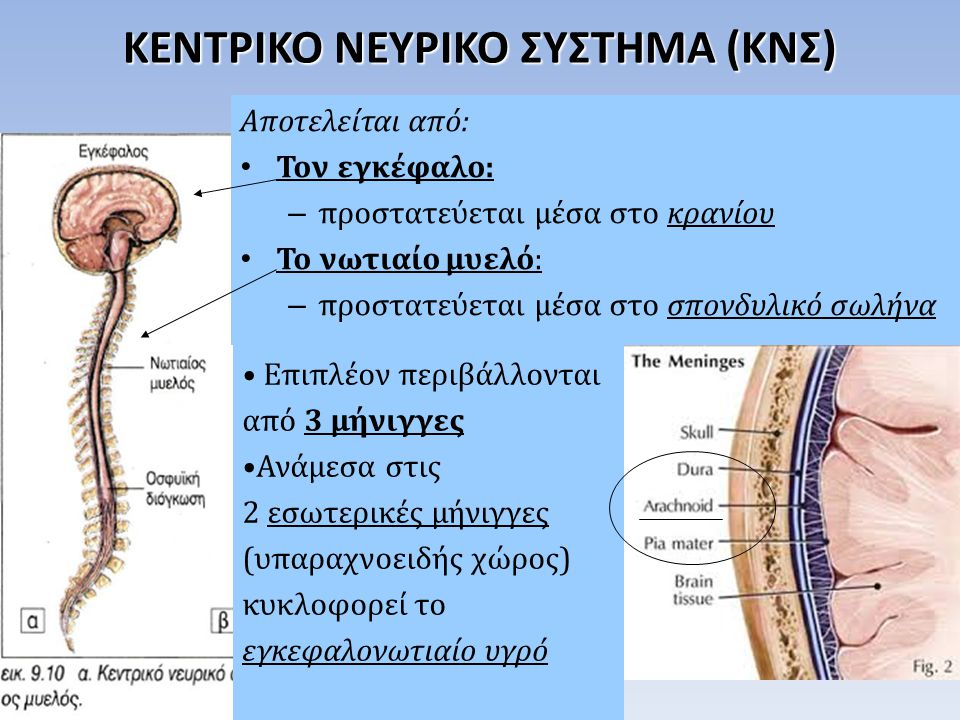 ΚΕΝΤΡΙΚΟ ΝΕΥΡΙΚΟ ΣΥΣΤΗΜΑ (ΚΝΣ)
Αποτελείται από:
• Τον εγκέφαλο:
– προστατεύεται μέσα στο κρανίου
• Το νωτιαίο μυελό:
– προστατεύεται μέσα στο σπονδυλικό σωλήνα
• Επιπλέον περιβάλλονται
από 3 μήνιγγες
•Ανάμεσα στις
2 εσωτερικές μήνιγγες
(υπαραχνοειδής χώρος)
κυκλοφορεί το
εγκεφαλονωτιαίο υγρό
Εγκέφαλος
Νωτιαίος
μυελός
Οσφυϊκή
διόγκωση
α
β
εικ. 9.10 α. Κεντρικό νευρικό
ος μυελός.
The Meninges
Skull
Dura
Arachnoid
Pia mater
Brain
tissue
Fig. 2